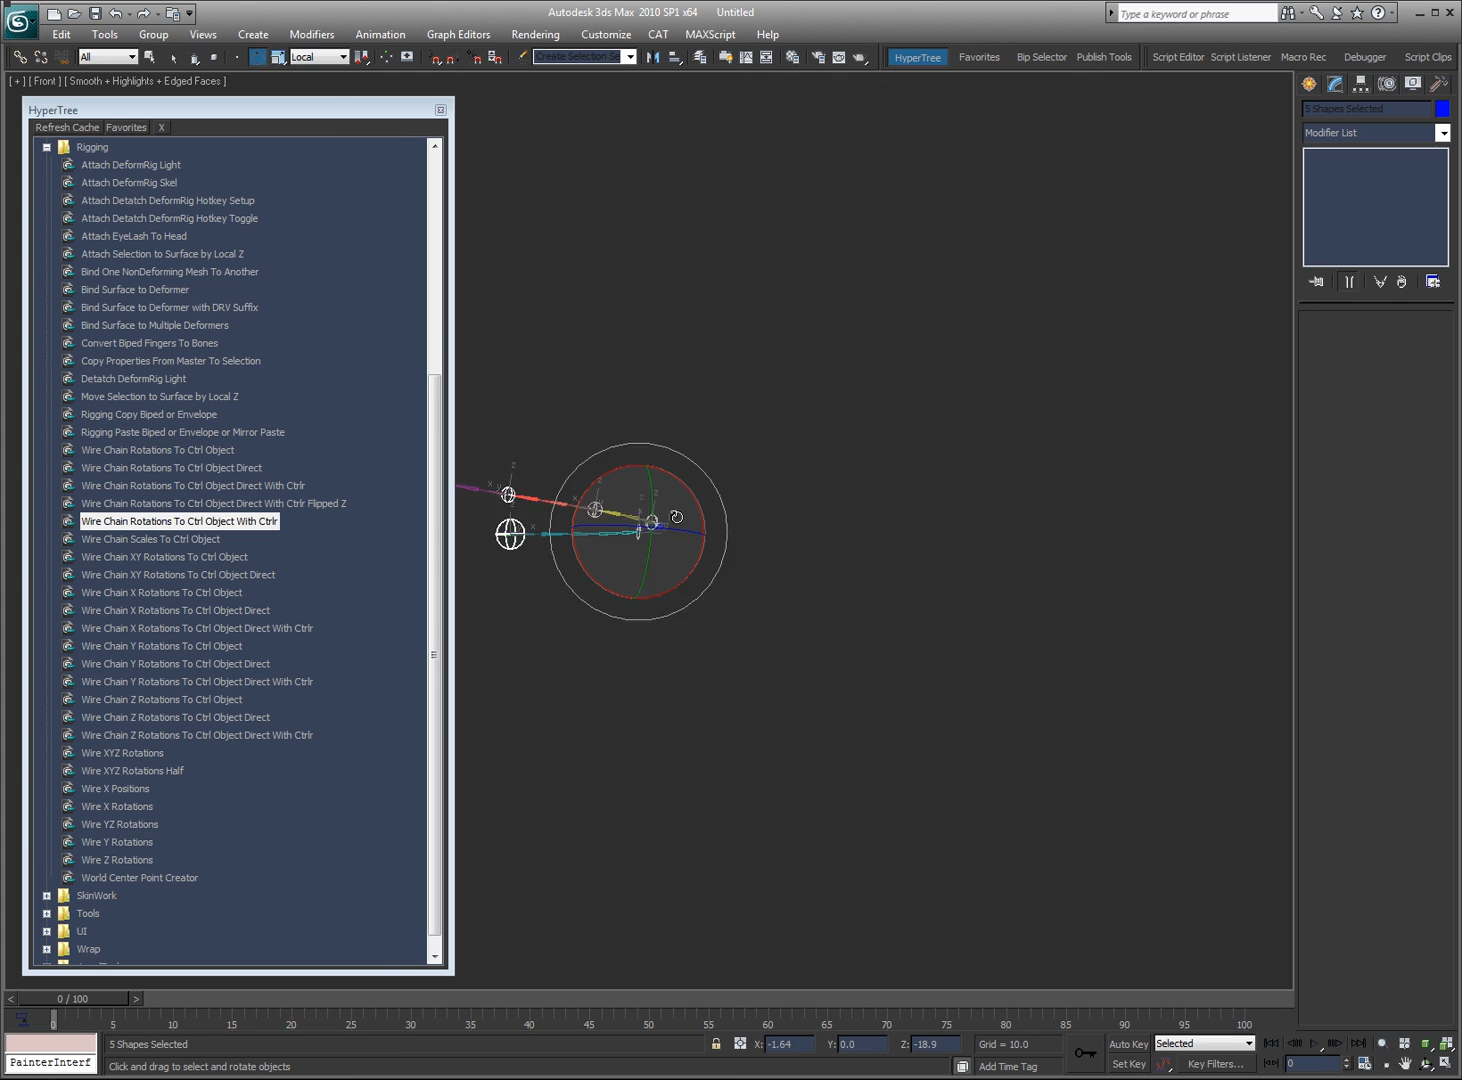 Autodesk 3ds Max 2010 SP1 x64 Untitled
Type a keyword or phrase
Edit Tools Group Views Create Modifiers Animation Graph Editors Rendering Customize CAT MAXScript Help
All Local Create Selection Se HyperTree Favorites Bip Selector Publish Tools Script Editor Script Listener Macro Rec Debugger Script Clips
[ + ] [ Front ] [ Smooth + Highlights + Edged Faces ]
HyperTree
Refresh Cache Favorites X
Rigging
Attach DeformRig Light
Attach DeformRig Skel
Attach Detatch DeformRig Hotkey Setup
Attach Detatch DeformRig Hotkey Toggle
Attach EyeLash To Head
Attach Selection to Surface by Local Z
Bind One NonDeforming Mesh To Another
Bind Surface to Deformer
Bind Surface to Deformer with DRV Suffix
Bind Surface to Multiple Deformers
Convert Biped Fingers To Bones
Copy Properties From Master To Selection
Detatch DeformRig Light
Move Selection to Surface by Local Z
Rigging Copy Biped or Envelope
Rigging Paste Biped or Envelope or Mirror Paste
Wire Chain Rotations To Ctrl Object
Wire Chain Rotations To Ctrl Object Direct
Wire Chain Rotations To Ctrl Object Direct With Ctrlr
Wire Chain Rotations To Ctrl Object Direct With Ctrlr Flipped Z
Wire Chain Rotations To Ctrl Object With Ctrlr
Wire Chain Scales To Ctrl Object
Wire Chain XY Rotations To Ctrl Object
Wire Chain XY Rotations To Ctrl Object Direct
Wire Chain X Rotations To Ctrl Object
Wire Chain X Rotations To Ctrl Object Direct
Wire Chain X Rotations To Ctrl Object Direct With Ctrlr
Wire Chain Y Rotations To Ctrl Object
Wire Chain Y Rotations To Ctrl Object Direct
Wire Chain Y Rotations To Ctrl Object Direct With Ctrlr
Wire Chain Z Rotations To Ctrl Object
Wire Chain Z Rotations To Ctrl Object Direct
Wire Chain Z Rotations To Ctrl Object Direct With Ctrlr
Wire XYZ Rotations
Wire XYZ Rotations Half
Wire X Positions
Wire X Rotations
Wire YZ Rotations
Wire Y Rotations
Wire Z Rotations
World Center Point Creator
SkinWork
Tools
UI
Wrap
5 Shapes Selected
Modifier List
< 0 / 100 >
0 5 10 15 20 25 30 35 40 45 50 55 60 65 70 75 80 85 90 95 100
5 Shapes Selected X: -1.64 Y: 0.0 Z: -18.9 Grid = 10.0 Auto Key Selected
PainterInterf Click and drag to select and rotate objects Add Time Tag Set Key Key Filters... 0